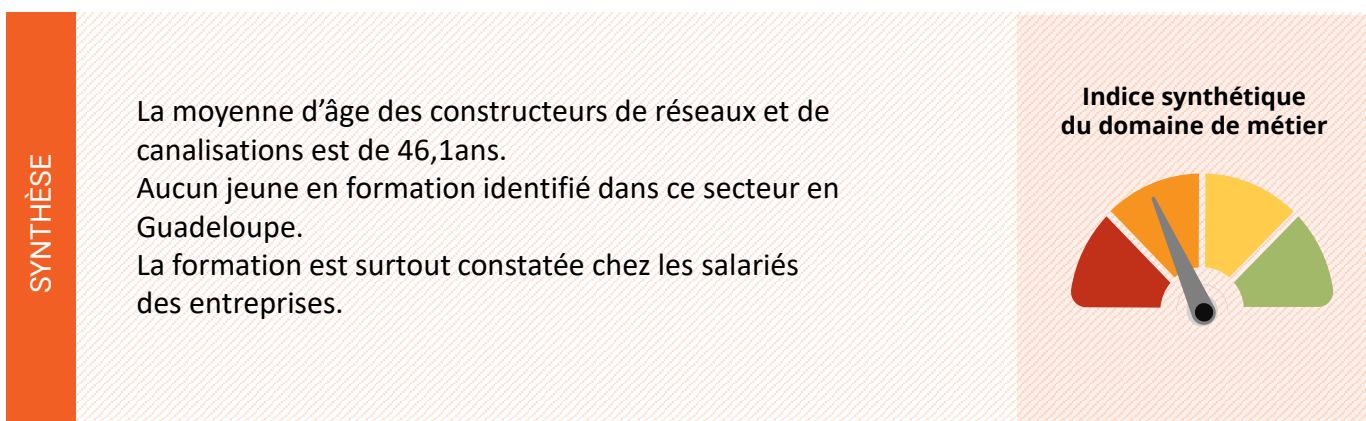 SYNTHÈSE
La moyenne d’âge des constructeurs de réseaux et de
canalisations est de 46,1ans.
Aucun jeune en formation identifié dans ce secteur en
Guadeloupe.
La formation est surtout constatée chez les salariés
des entreprises.
Indice synthétique
du domaine de métier